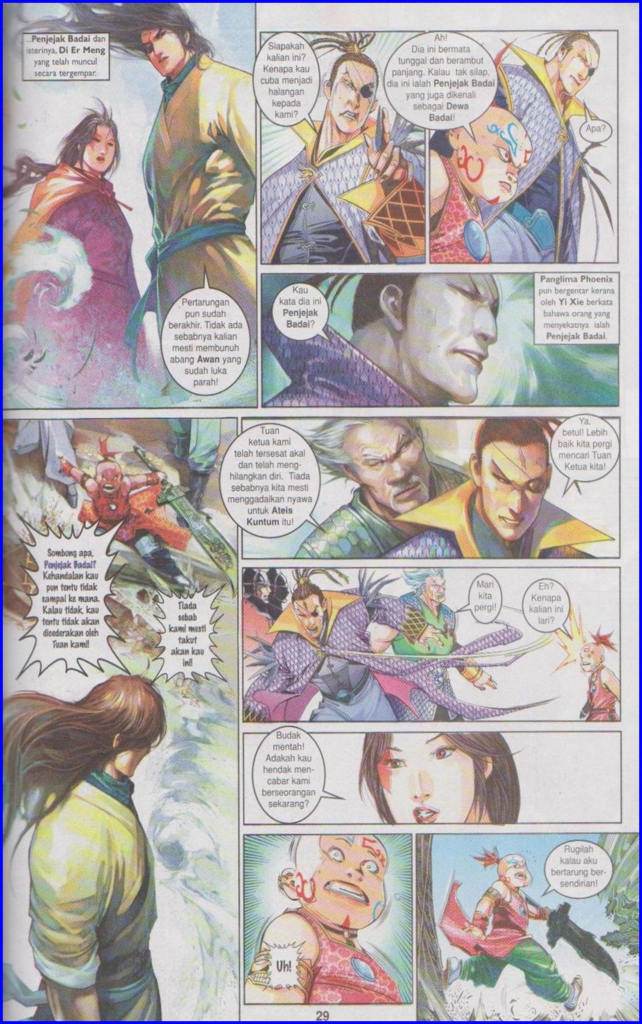 ..Penjejak Badai dan
isterinya, Di Er Meng
yang telah muncul
secara tergempar.
Pertarungan
pun sudah
berakhir. Tidak ada
sebabnya kalian
mesti membunuh
abang Awan yang
sudah luka
parah!
Siapakah
kalian ini?
Kenapa kau
cuba menjadi
halangan
kepada
kami?
Ah!
Dia ini bermata
tunggal dan berambut
panjang. Kalau tak silap,
dia ini ialah Penjejak Badai
yang juga dikenali
sebagai Dewa
Badai!
Apa?
Kau
kata dia ini
Penjejak
Badai?
Panglima Phoenix
pun bergentar kerana
oleh Yi Xie berkata
bahawa orang yang
menyekatnya ialah
Penjejak Badai.
Sombong apa,
Penjejak Badai?
Kehandalan kau
pun tentu tidak
sampai ke mana.
Kalau tidak, kau
tentu tidak akan
dicederakan oleh
Tuan kami!
Tiada
sebab
kami mesti
takut
akan kau
ini!
Tuan
ketua kami
telah tersesat akal
dan telah meng-
hilangkan diri. Tiada
sebabnya kita mesti
menggadaikan nyawa
untuk Ateis
Kuntum itu!
Ya,
betul! Lebih
baik kita pergi
mencari Tuan
Ketua kita!
Mari
kita
pergi!
Eh?
Kenapa
kalian ini
lari?
Budak
mentah!
Adakah kau
hendak men-
cabar kami
berseorangan
sekarang?
Uh!
Rugilah
kalau aku
bertarung ber-
sendirian!
29